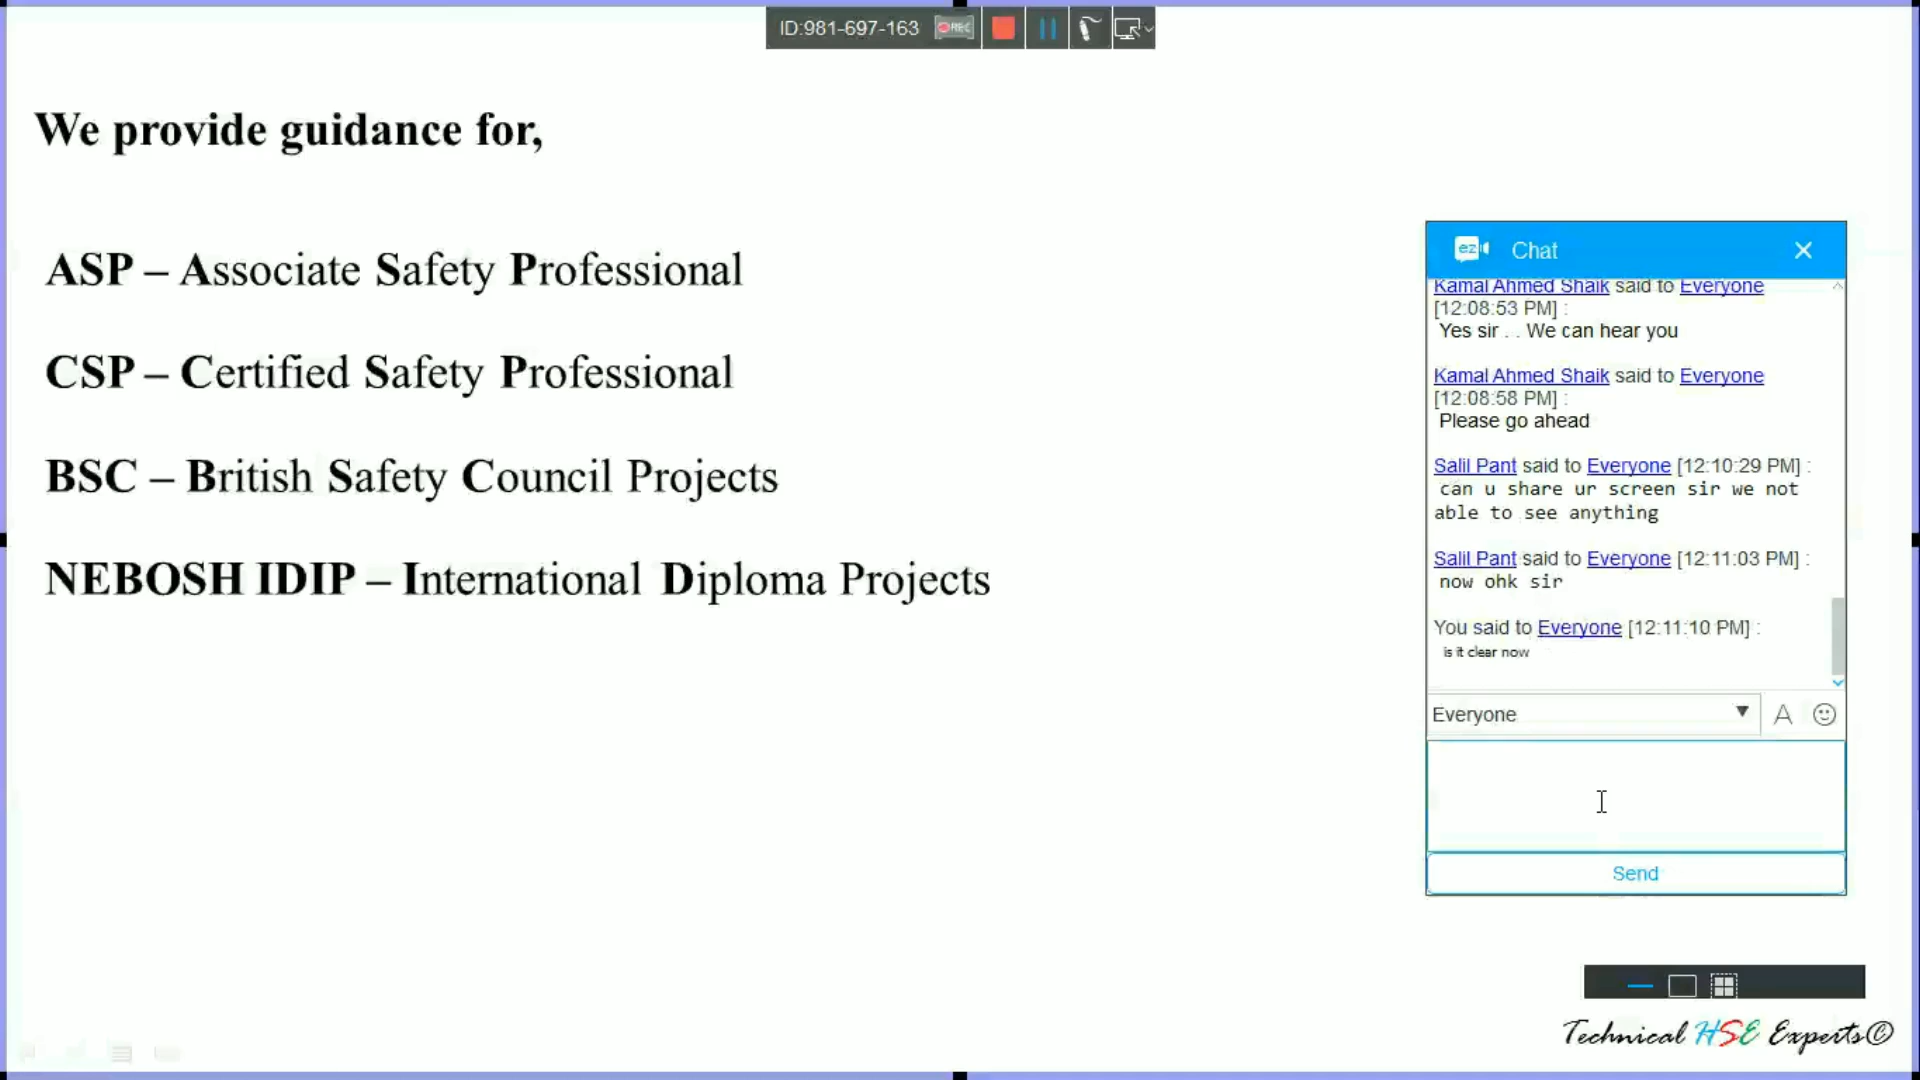 ID:981-697-163
REC
We provide guidance for,
ASP – Associate Safety Professional
CSP – Certified Safety Professional
BSC – British Safety Council Projects
NEBOSH IDIP – International Diploma Projects
ez
Chat
Kamal Ahmed Shaik said to Everyone
[12:08:53 PM] :
Yes sir . . We can hear you
Kamal Ahmed Shaik said to Everyone
[12:08:58 PM] :
Please go ahead
Salil Pant said to Everyone [12:10:29 PM] :
can u share ur screen sir we not
able to see anything
Salil Pant said to Everyone [12:11:03 PM] :
now ohk sir
You said to Everyone [12:11:10 PM] :
is it clear now
Everyone
A
Send
Technical HSE Experts©